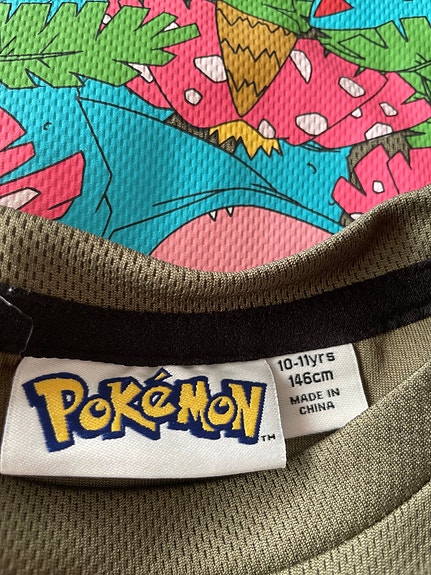 POKéMON
TM
10-11yrs
146cm
MADE IN
CHINA